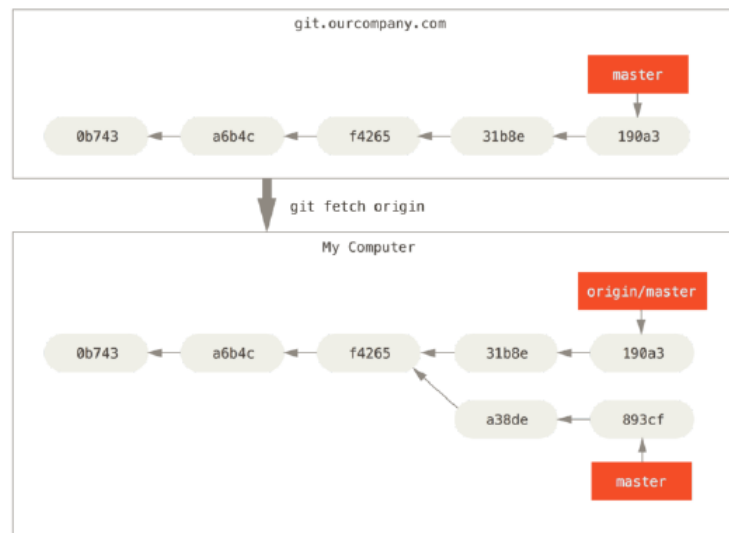 git.ourcompany.com
master
0b743 a6b4c f4265 31b8e 190a3
git fetch origin
My Computer
origin/master
0b743 a6b4c f4265 31b8e 190a3
a38de 893cf
master